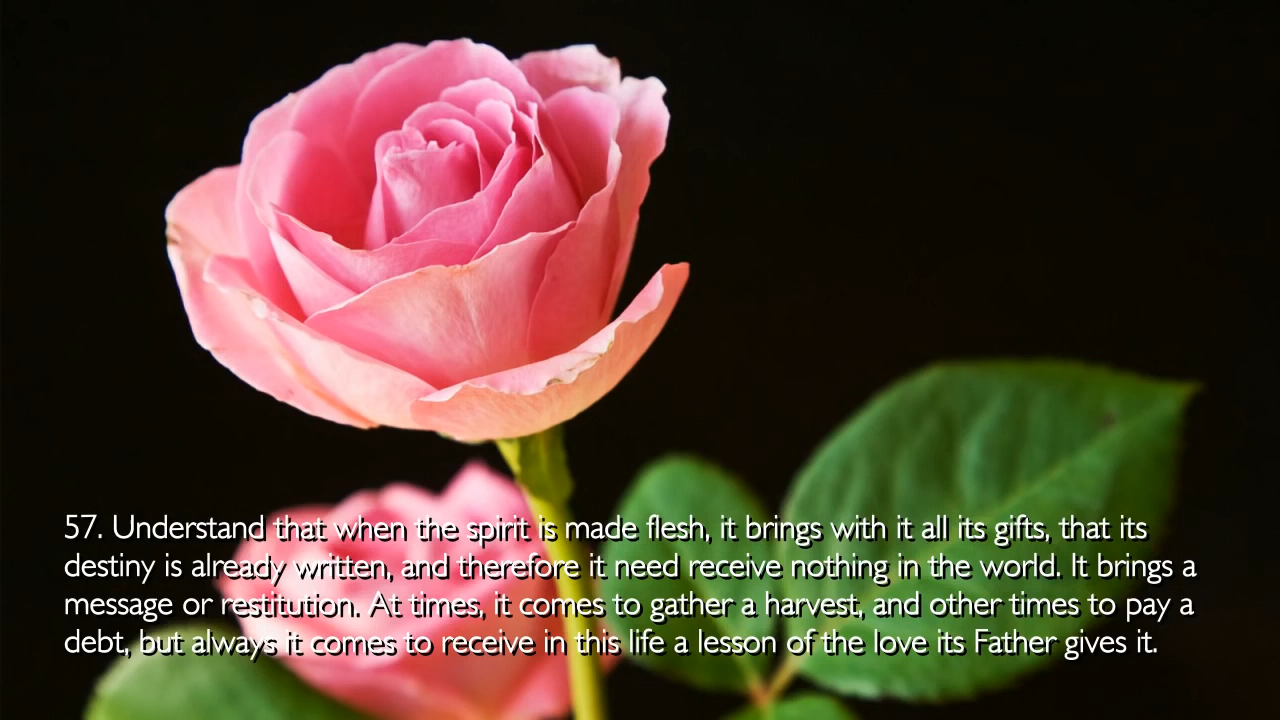 57. Understand that when the spirit is made flesh, it brings with it all its gifts, that its
destiny is already written, and therefore it need receive nothing in the world. It brings a
message or restitution. At times, it comes to gather a harvest, and other times to pay a
debt, but always it comes to receive in this life a lesson of the love its Father gives it.